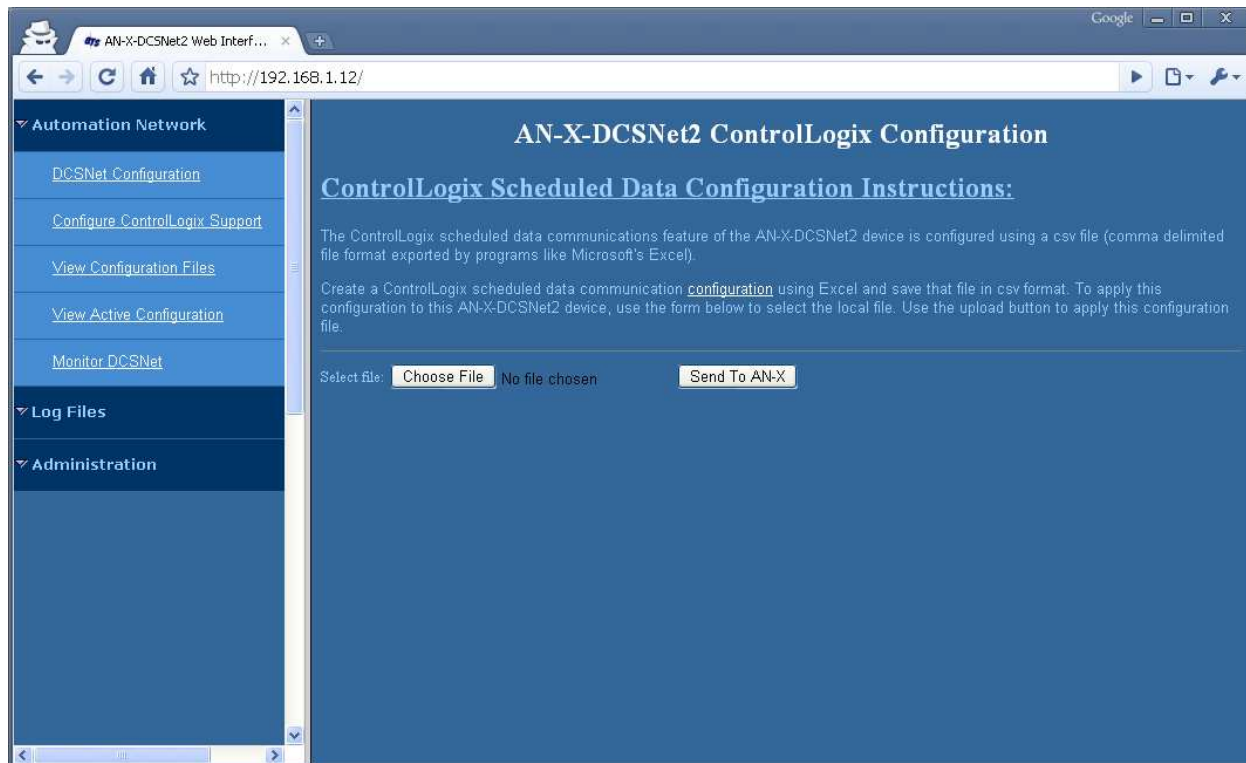 Google
AN-X-DCSNet2 Web Interf...
http://192.168.1.12/
Automation Network
DCSNet Configuration
Configure ControlLogix Support
View Configuration Files
View Active Configuration
Monitor DCSNet
Log Files
Administration
AN-X-DCSNet2 ControlLogix Configuration
ControlLogix Scheduled Data Configuration Instructions:
The ControlLogix scheduled data communications feature of the AN-X-DCSNet2 device is configured using a csv file (comma delimited
file format exported by programs like Microsoft's Excel).
Create a ControlLogix scheduled data communication configuration using Excel and save that file in csv format. To apply this
configuration to this AN-X-DCSNet2 device, use the form below to select the local file. Use the upload button to apply this configuration
file.
Select file: Choose File No file chosen Send To AN-X